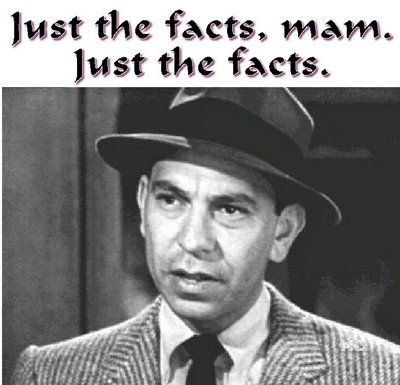 Just the facts, mam.
Just the facts.